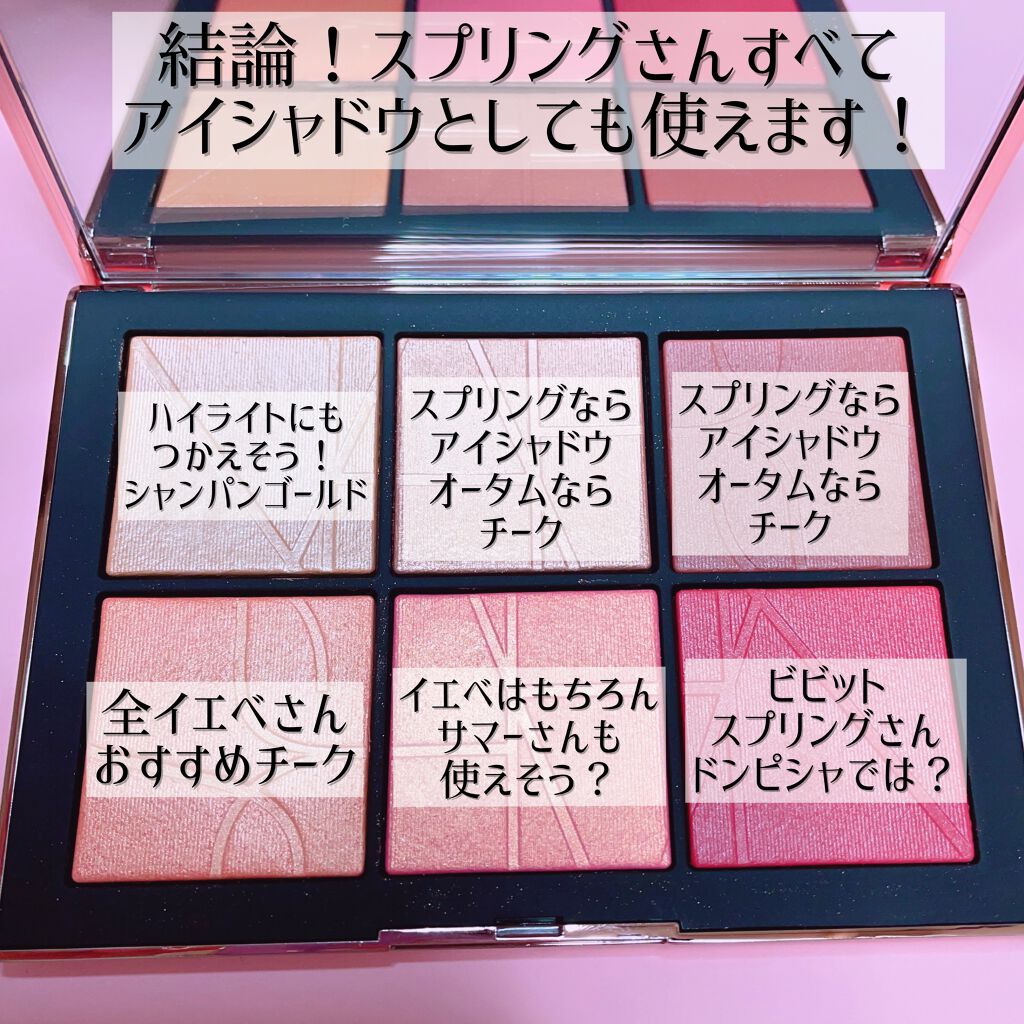 結論！スプリングさんすべて
アイシャドウとしても使えます！
ハイライトにも
つかえそう！
シャンパンゴールド
スプリングなら
アイシャドウ
オータムなら
チーク
スプリングなら
アイシャドウ
オータムなら
チーク
全イエベさん
おすすめチーク
イエベはもちろん
サマーさんも
使えそう？
ビビット
スプリングさん
ドンピシャでは？